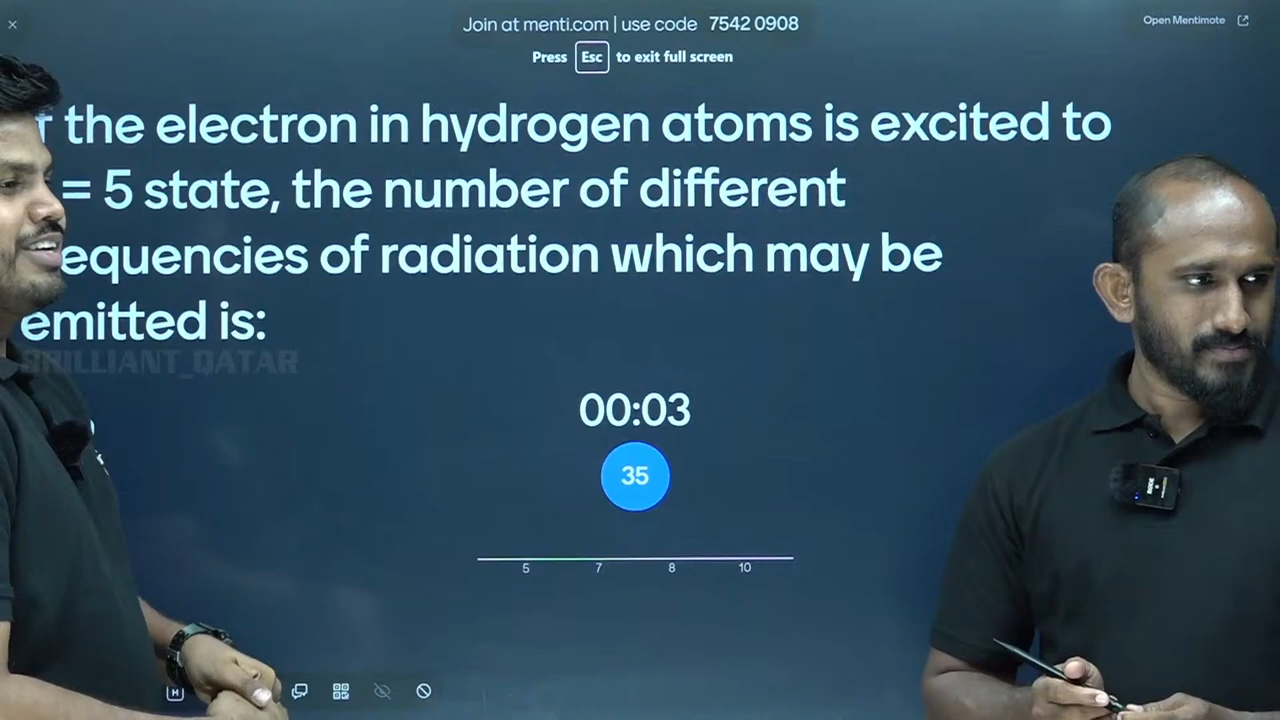 Join at menti.com | use code 7542 0908
Open Mentimote
Press Esc to exit full screen
the electron in hydrogen atoms is excited to
= 5 state, the number of different
equencies of radiation which may be
emitted is:
BRILLIANT_QATAR
00:03
35
5 7 8 10
H